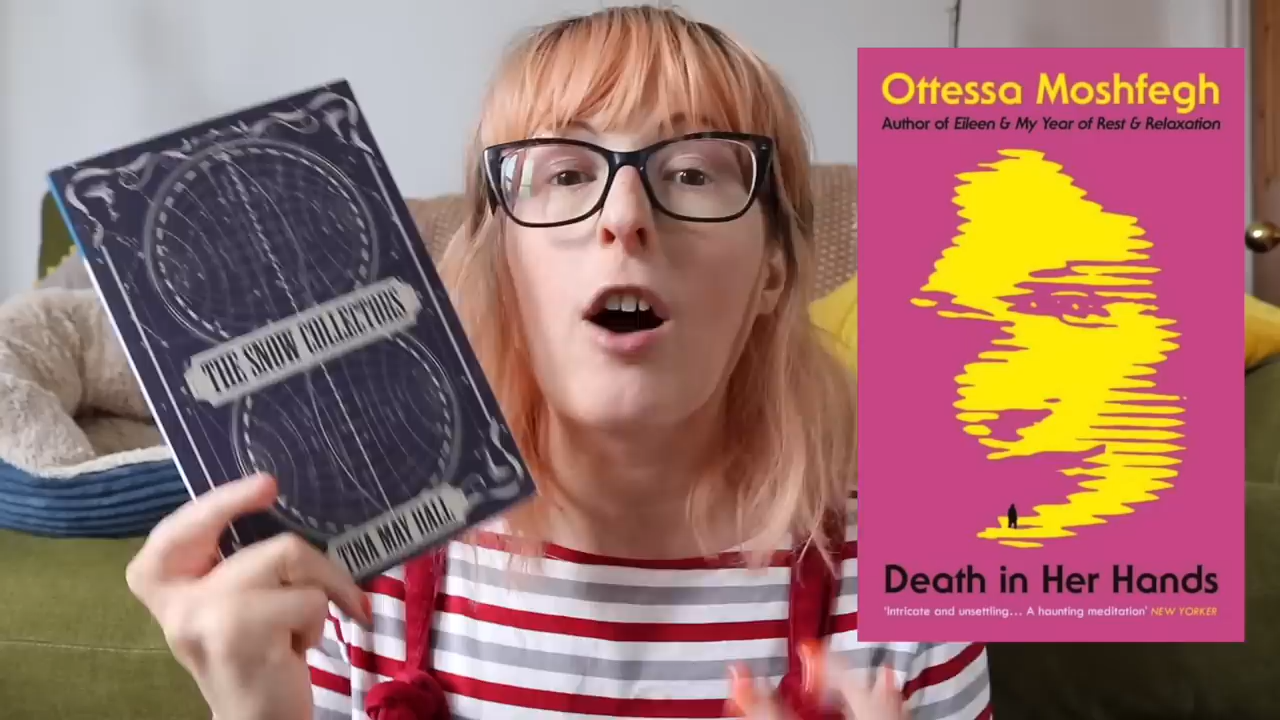 THE SNOW COLLECTORS
TINA MAY HALL
Ottessa Moshfegh
Author of Eileen & My Year of Rest & Relaxation
Death in Her Hands
'Intricate and unsettling... A haunting meditation' NEW YORKER